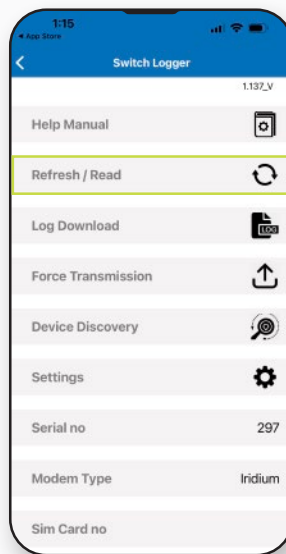 1:15
◀ App Store
Switch Logger
1.137_V
Help Manual
Refresh / Read
Log Download
LOG
Force Transmission
Device Discovery
Settings
Serial no 297
Modem Type Iridium
Sim Card no